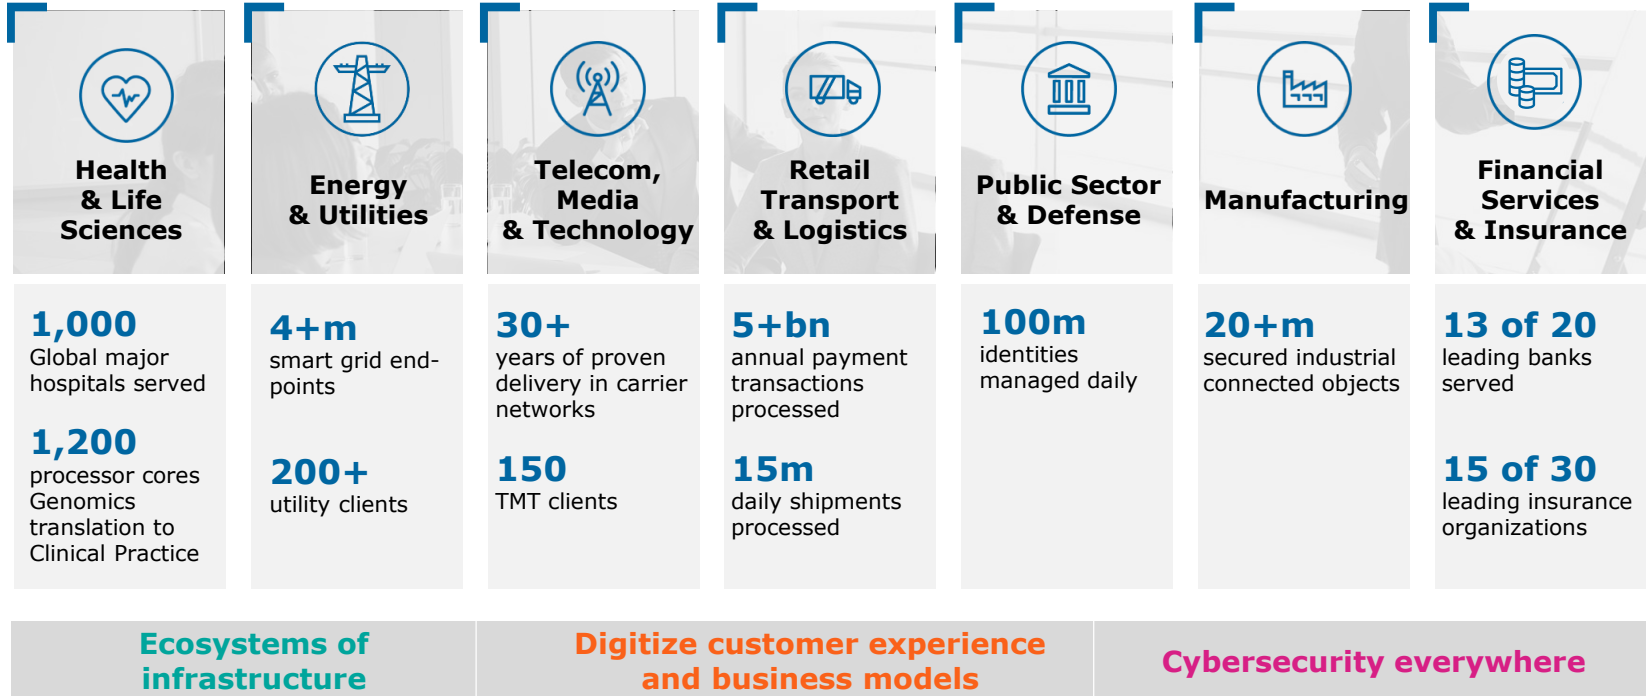 Health
& Life
Sciences
Energy
& Utilities
Telecom,
Media
& Technology
Retail
Transport
& Logistics
Public Sector
& Defense
Manufacturing
Financial
Services
& Insurance
1,000
Global major
hospitals served
1,200
processor cores
Genomics
translation to
Clinical Practice
4+m
smart grid end-
points
200+
utility clients
30+
years of proven
delivery in carrier
networks
150
TMT clients
5+bn
annual payment
transactions
processed
15m
daily shipments
processed
100m
identities
managed daily
20+m
secured industrial
connected objects
13 of 20
leading banks
served
15 of 30
leading insurance
organizations
Ecosystems of
infrastructure
Digitize customer experience
and business models
Cybersecurity everywhere